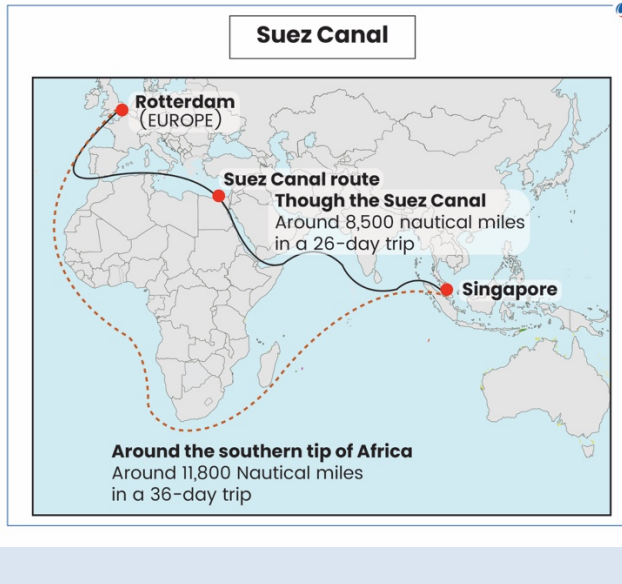 Suez Canal
Rotterdam
(EUROPE)
Suez Canal route
Though the Suez Canal
Around 8,500 nautical miles
in a 26-day trip
Singapore
Around the southern tip of Africa
Around 11,800 Nautical miles
in a 36-day trip